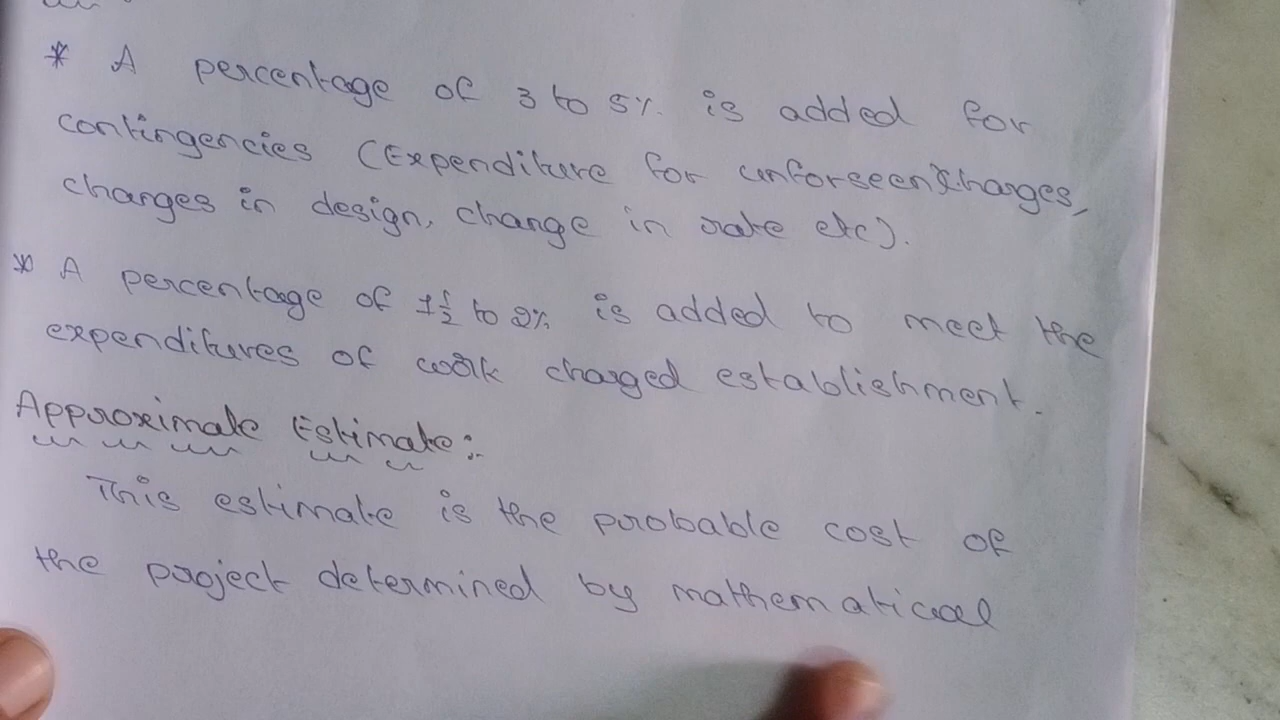 * A percentage of 3 to 5% is added for
contingencies (Expenditure for unforseen charges,
changes in design, change in rate etc).
* A percentage of 1½ to 2% is added to meet the
expenditures of work charged establishment.
Approximate Estimate:-
This estimate is the probable cost of
the project determined by mathematical